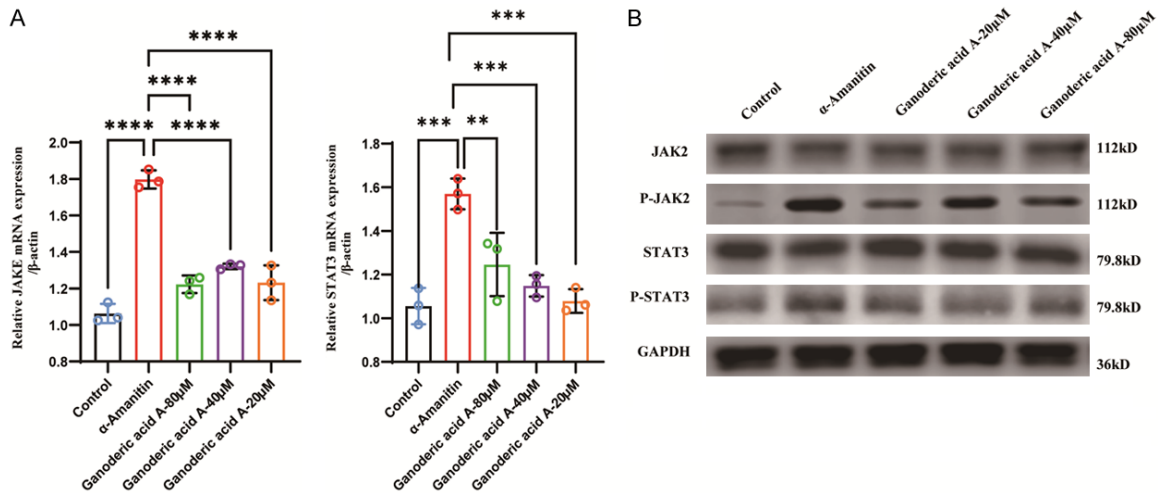 A
****
****
**** ****
Relative JAKE mRNA expression
/β-actin
2.0
1.8
1.6
1.4
1.2
1.0
0.8
Control
α-Amanitin
Ganoderic acid A-80μM
Ganoderic acid A-40μM
Ganoderic acid A-20μM
***
***
*** **
Relative STAT3 mRNA expression
/β-actin
1.8
1.6
1.4
1.2
1.0
0.8
Control
α-Amanitin
Ganoderic acid A-80μM
Ganoderic acid A-40μM
Ganoderic acid A-20μM
B
Control
α-Amanitin
Ganoderic acid A-20μM
Ganoderic acid A-40μM
Ganoderic acid A-80μM
JAK2 112kD
P-JAK2 112kD
STAT3 79.8kD
P-STAT3 79.8kD
GAPDH 36kD